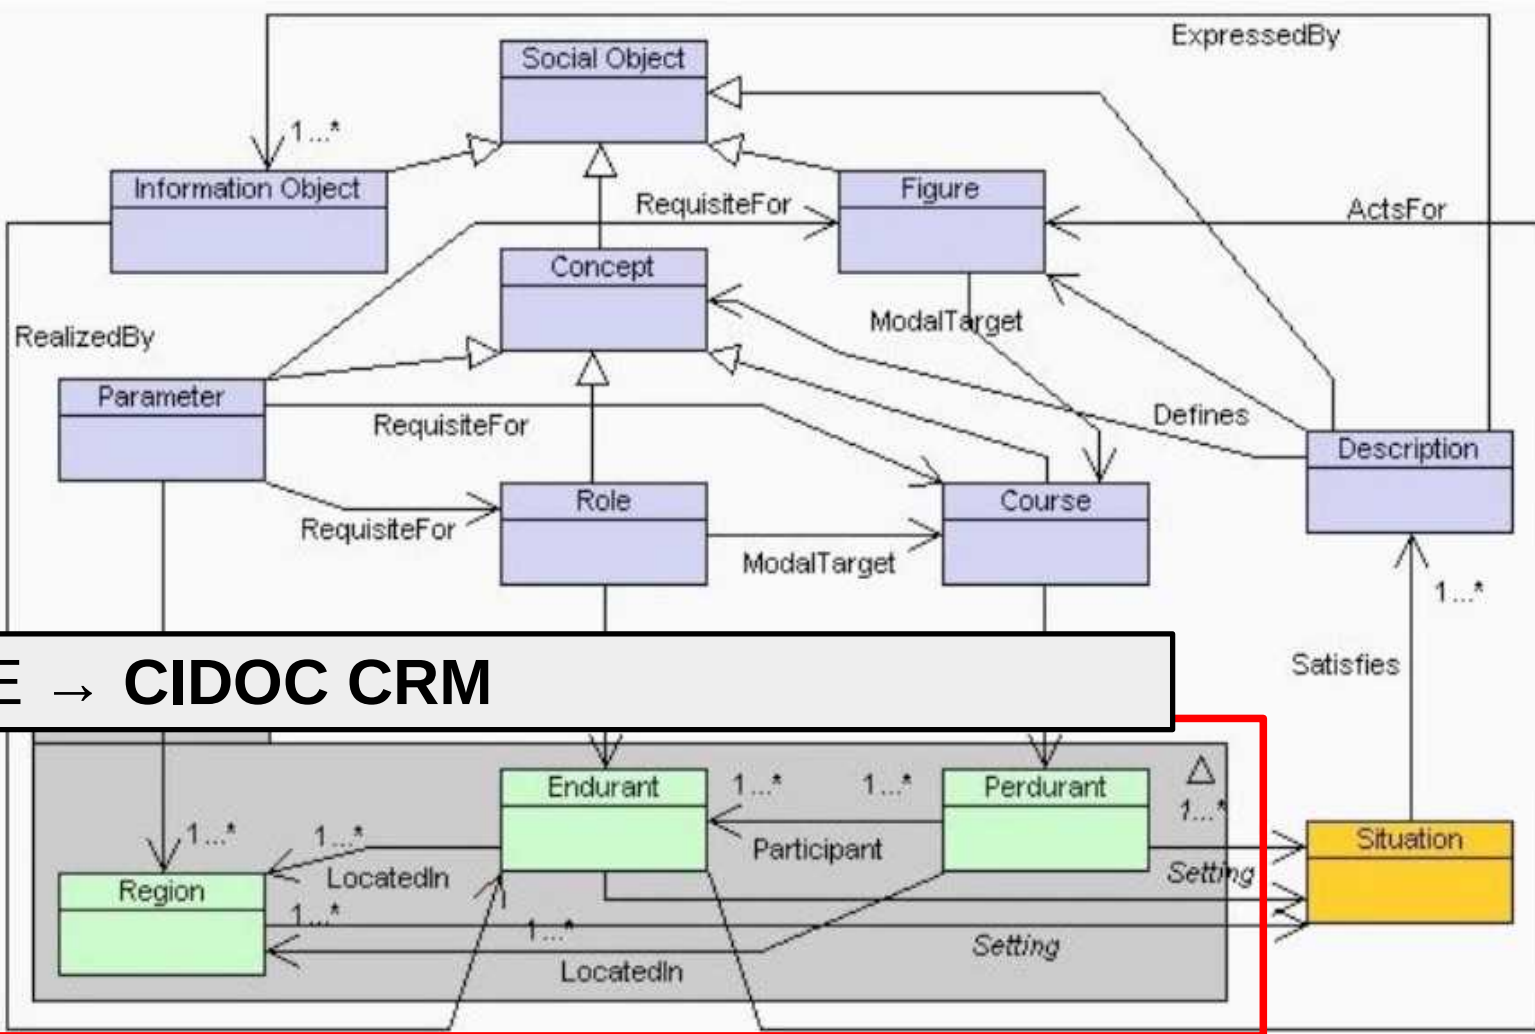 ExpressedBy
Social Object
1...*
Information Object
RequisiteFor
Figure
ActsFor
Concept
ModalTarget
RealizedBy
Parameter
RequisiteFor
Defines
Description
Role
Course
RequisiteFor
ModalTarget
1...*
Satisfies
E → CIDOC CRM
Endurant
1...*
1...*
Perdurant
1...*
1...*
1...*
Participant
Situation
LocatedIn
Setting
Region
1...*
1...*
Setting
LocatedIn